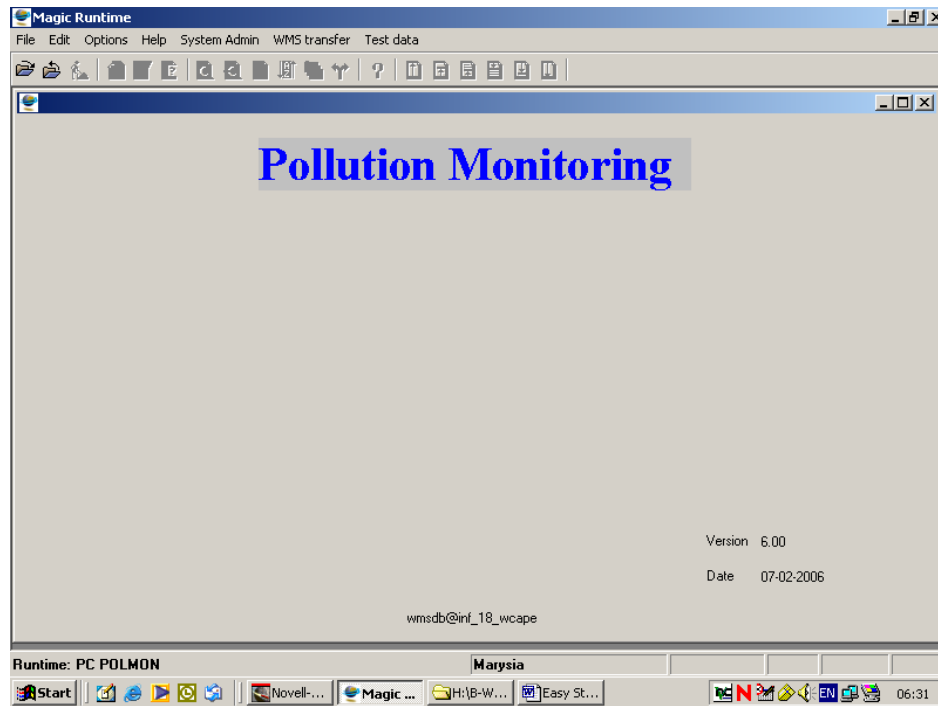 Magic Runtime
File Edit Options Help System Admin WMS transfer Test data
Pollution Monitoring
Version 6.00
Date 07-02-2006
wmsdb@inf_18_wcape
Runtime: PC POLMON Marysia
Start Novell-... Magic ... H:\B-W... Easy St... EN 06:31